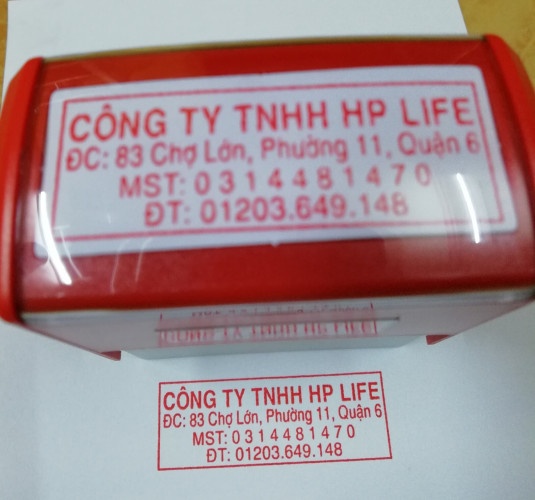 CÔNG TY TNHH HP LIFE
ĐC: 83 Chợ Lớn, Phường 11, Quận 6
MST: 0 3 1 4 4 8 1 4 7 0
ĐT: 01203.649.148
CÔNG TY TNHH HP LIFE
ĐC: 83 Chợ Lớn, Phường 11, Quận 6
MST: 0 3 1 4 4 8 1 4 7 0
ĐT: 01203.649.148